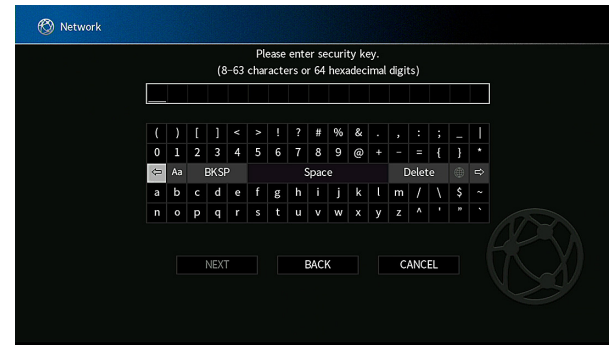 Network
Please enter security key.
(8–63 characters or 64 hexadecimal digits)
( ) [ ] < > ! ? # % & . , : ; _ |
0 1 2 3 4 5 6 7 8 9 @ + - = { } *
⇦ Aa BKSP Space Delete ⇨
a b c d e f g h i j k l m / \ $ ~
n o p q r s t u v w x y z ^ ' " `
NEXT BACK CANCEL